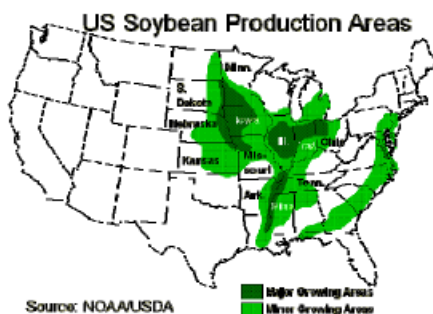 US Soybean Production Areas
Minn.
S.
Dakota
Iowa
Nebraska
Ill.
Ind.
Ohio
Kansas
Mis-
souri
Tenn.
Ark.
Major Growing Areas
Minor Growing Areas
Source: NOAA/USDA